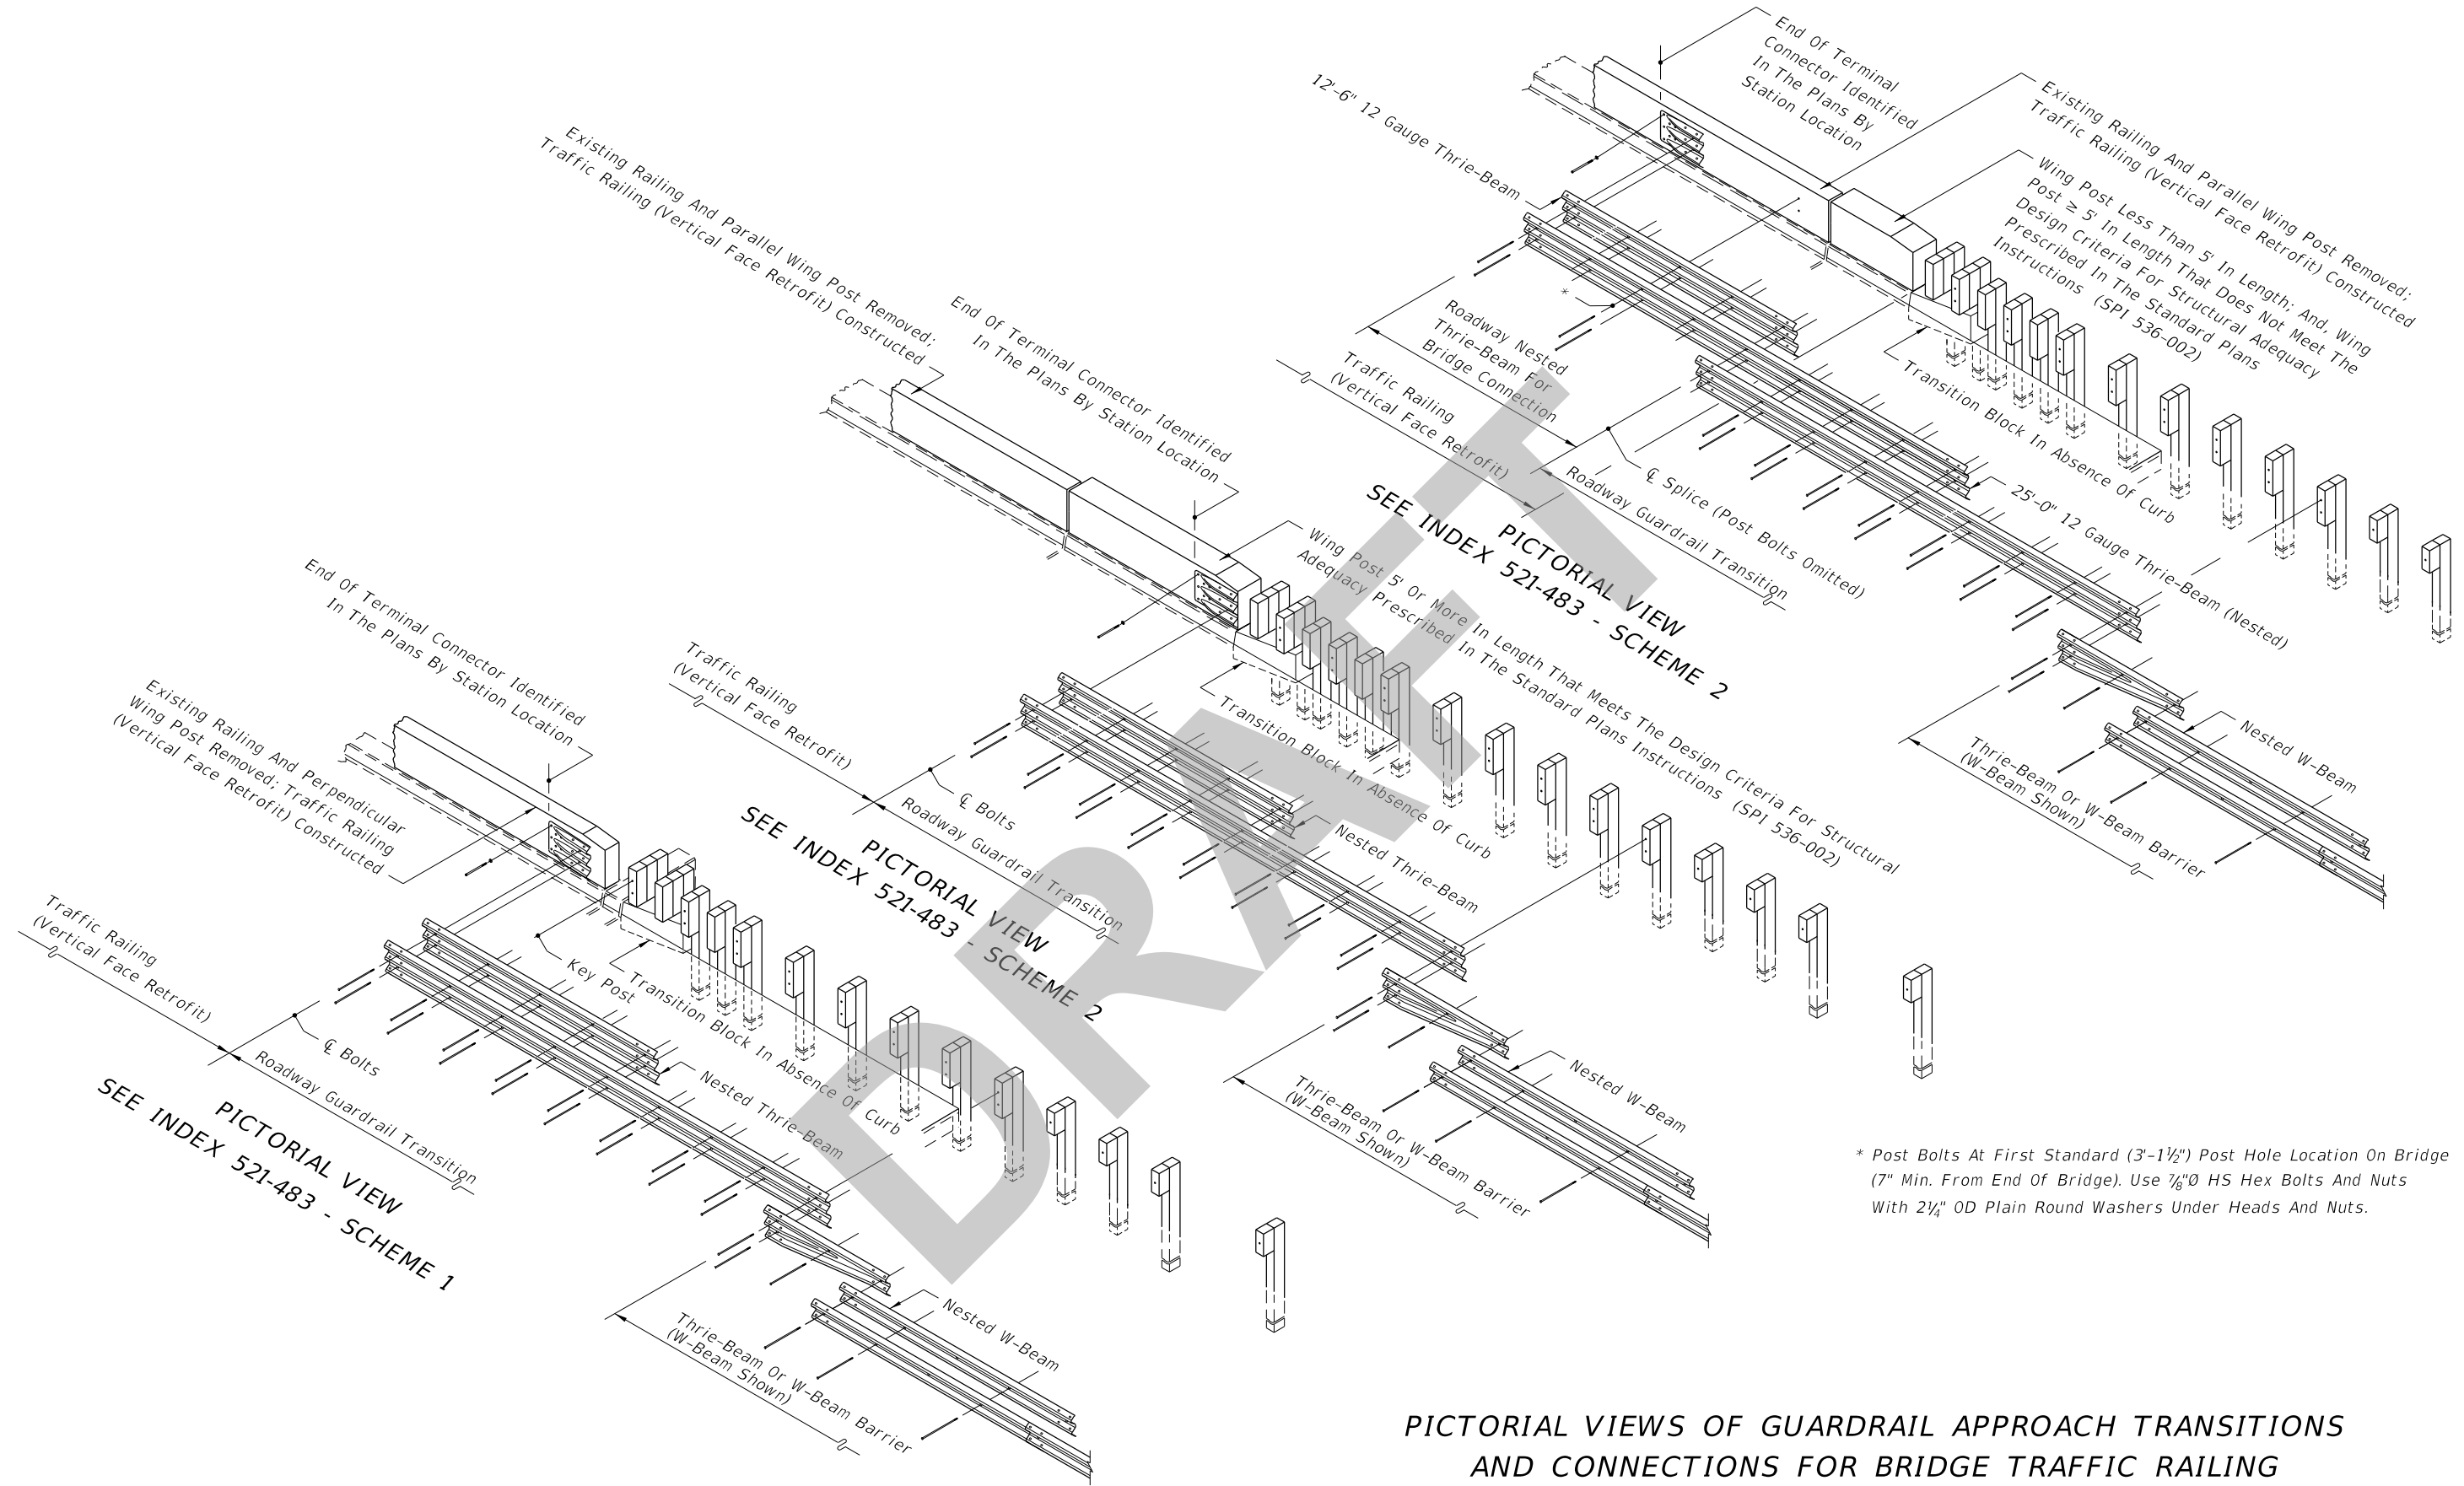 End Of Terminal
Connector Identified
In The Plans By
Station Location
Existing Railing And Parallel Wing Post Removed;
Traffic Railing (Vertical Face Retrofit) Constructed
12'-6" 12 Gauge Thrie-Beam
Wing Post Less Than 5' In Length; And, Wing
Post ≥ 5' In Length That Does Not Meet The
Design Criteria For Structural Adequacy
Prescribed In The Standard Plans
Instructions (SPI 536-002)
*
Roadway Nested
Thrie-Beam For
Bridge Connection
Traffic Railing
(Vertical Face Retrofit)
Transition Block In Absence Of Curb
℄ Splice (Post Bolts Omitted)
Roadway Guardrail Transition
25'-0" 12 Gauge Thrie-Beam (Nested)
PICTORIAL VIEW
SEE INDEX 521-483 - SCHEME 2
Nested W-Beam
Thrie-Beam Or W-Beam Barrier
(W-Beam Shown)
Existing Railing And Parallel Wing Post Removed;
Traffic Railing (Vertical Face Retrofit) Constructed
End Of Terminal Connector Identified
In The Plans By Station Location
Wing Post 5' Or More In Length That Meets The Design Criteria For Structural
Adequacy Prescribed In The Standard Plans Instructions (SPI 536-002)
Traffic Railing
(Vertical Face Retrofit)
Transition Block In Absence Of Curb
℄ Bolts
Roadway Guardrail Transition
Nested Thrie-Beam
PICTORIAL VIEW
SEE INDEX 521-483 - SCHEME 2
Nested W-Beam
Thrie-Beam Or W-Beam Barrier
(W-Beam Shown)
End Of Terminal Connector Identified
In The Plans By Station Location
Existing Railing And Perpendicular
Wing Post Removed; Traffic Railing
(Vertical Face Retrofit) Constructed
Traffic Railing
(Vertical Face Retrofit)
Key Post
Transition Block In Absence Of Curb
℄ Bolts
Roadway Guardrail Transition
Nested Thrie-Beam
PICTORIAL VIEW
SEE INDEX 521-483 - SCHEME 1
Nested W-Beam
Thrie-Beam Or W-Beam Barrier
(W-Beam Shown)
DRAFT
* Post Bolts At First Standard (3'-1½") Post Hole Location On Bridge
(7" Min. From End Of Bridge). Use ⅞"Ø HS Hex Bolts And Nuts
With 2¼" OD Plain Round Washers Under Heads And Nuts.
PICTORIAL VIEWS OF GUARDRAIL APPROACH TRANSITIONS
AND CONNECTIONS FOR BRIDGE TRAFFIC RAILING